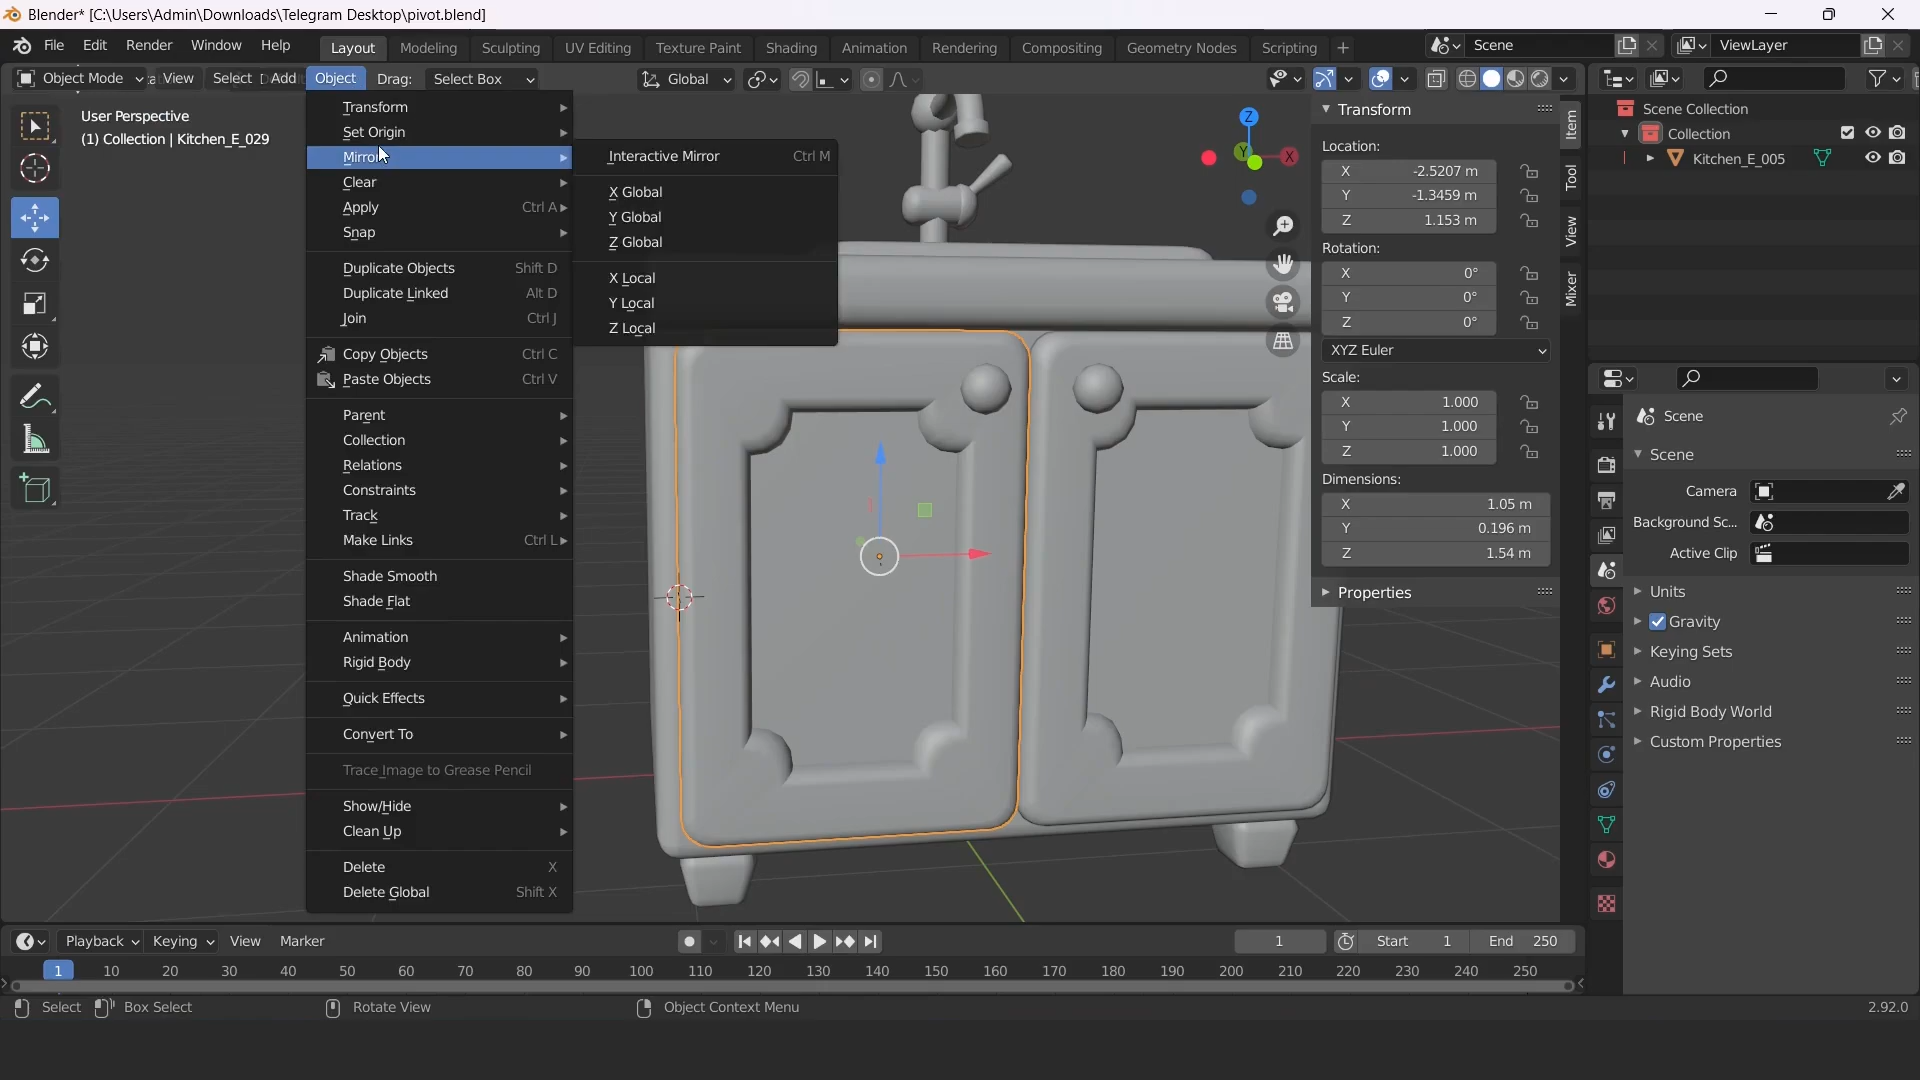 Blender* [C:\Users\Admin\Downloads\Telegram Desktop\pivot.blend]
File Edit Render Window Help Layout Modeling Sculpting UV Editing Texture Paint Shading Animation Rendering Compositing Geometry Nodes Scripting + Scene ViewLayer
Object Mode View Select Add Object Drag: Select Box Global
User Perspective
(1) Collection | Kitchen_E_029
Transform
Set Origin
Mirror
Clear
Apply Ctrl A
Snap
Duplicate Objects Shift D
Duplicate Linked Alt D
Join Ctrl J
Copy Objects Ctrl C
Paste Objects Ctrl V
Parent
Collection
Relations
Constraints
Track
Make Links Ctrl L
Shade Smooth
Shade Flat
Animation
Rigid Body
Quick Effects
Convert To
Trace Image to Grease Pencil
Show/Hide
Clean Up
Delete X
Delete Global Shift X
Interactive Mirror Ctrl M
X Global
Y Global
Z Global
X Local
Y Local
Z Local
Z
Y
X
Transform
Location:
X -2.5207 m
Y -1.3459 m
Z 1.153 m
Rotation:
X 0°
Y 0°
Z 0°
XYZ Euler
Scale:
X 1.000
Y 1.000
Z 1.000
Dimensions:
X 1.05 m
Y 0.196 m
Z 1.54 m
Properties
Item
Tool
View
Mixer
Scene Collection
Collection
Kitchen_E_005
Scene
Scene
Camera
Background Sc...
Active Clip
Units
Gravity
Keying Sets
Audio
Rigid Body World
Custom Properties
Playback Keying View Marker 1 Start 1 End 250
1 10 20 30 40 50 60 70 80 90 100 110 120 130 140 150 160 170 180 190 200 210 220 230 240 250
Select Box Select Rotate View Object Context Menu 2.92.0